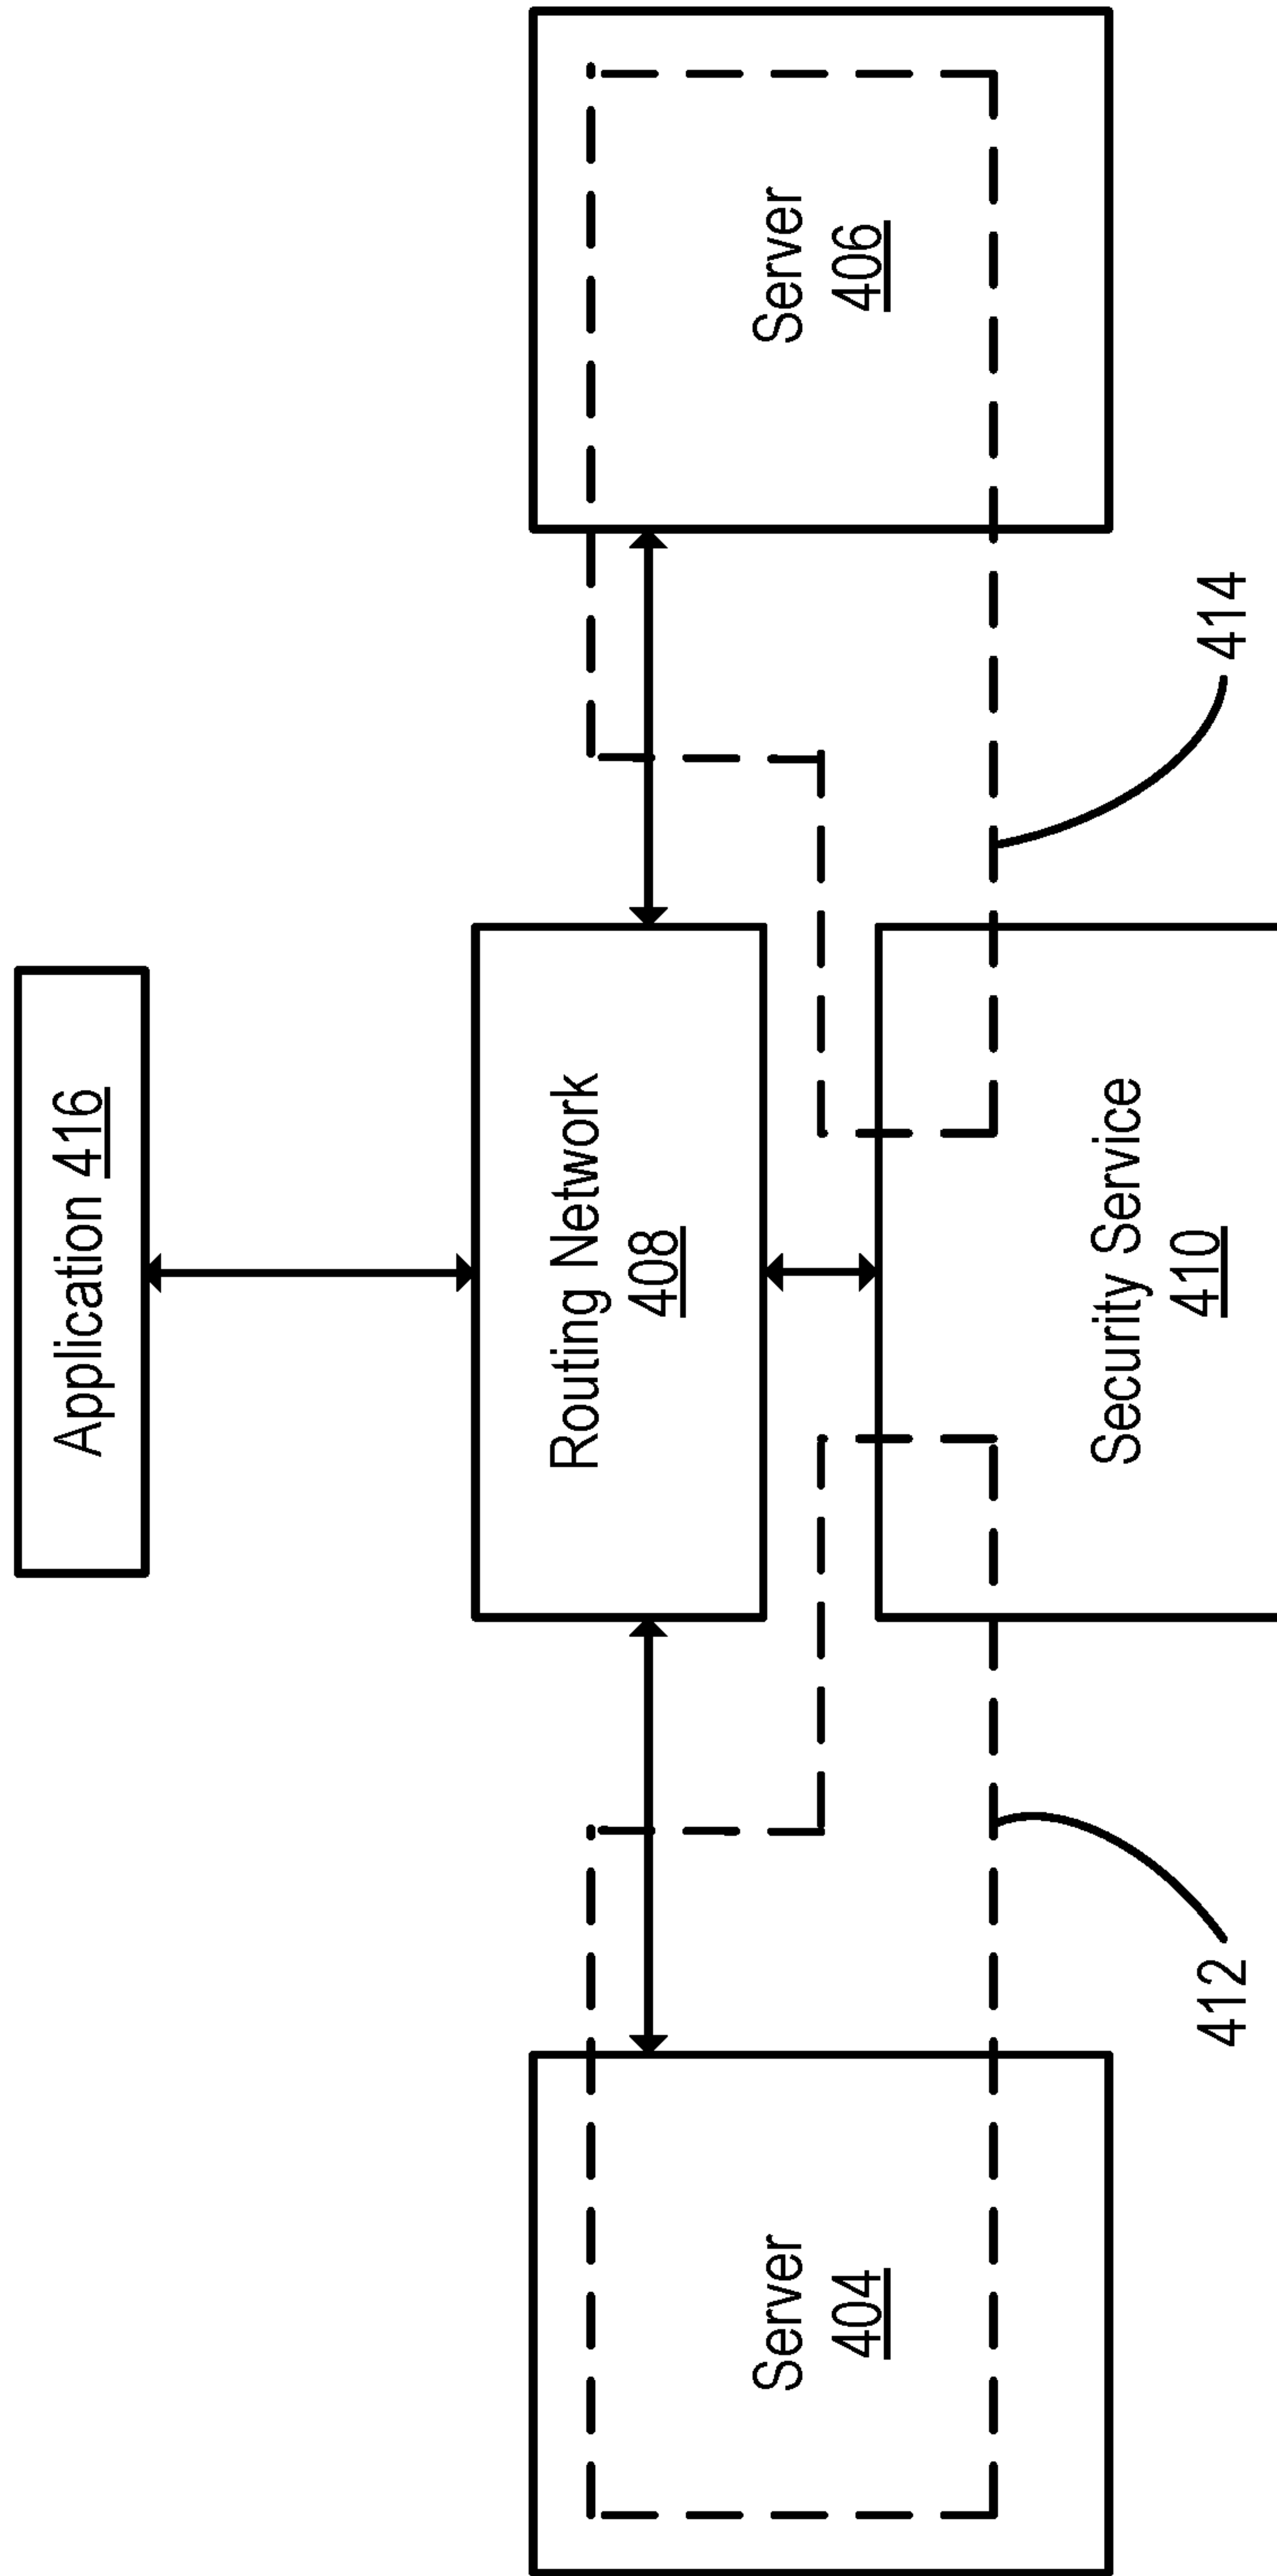 Application 416
Routing Network
408
Server
404
Server
406
Security Service
410
412
414